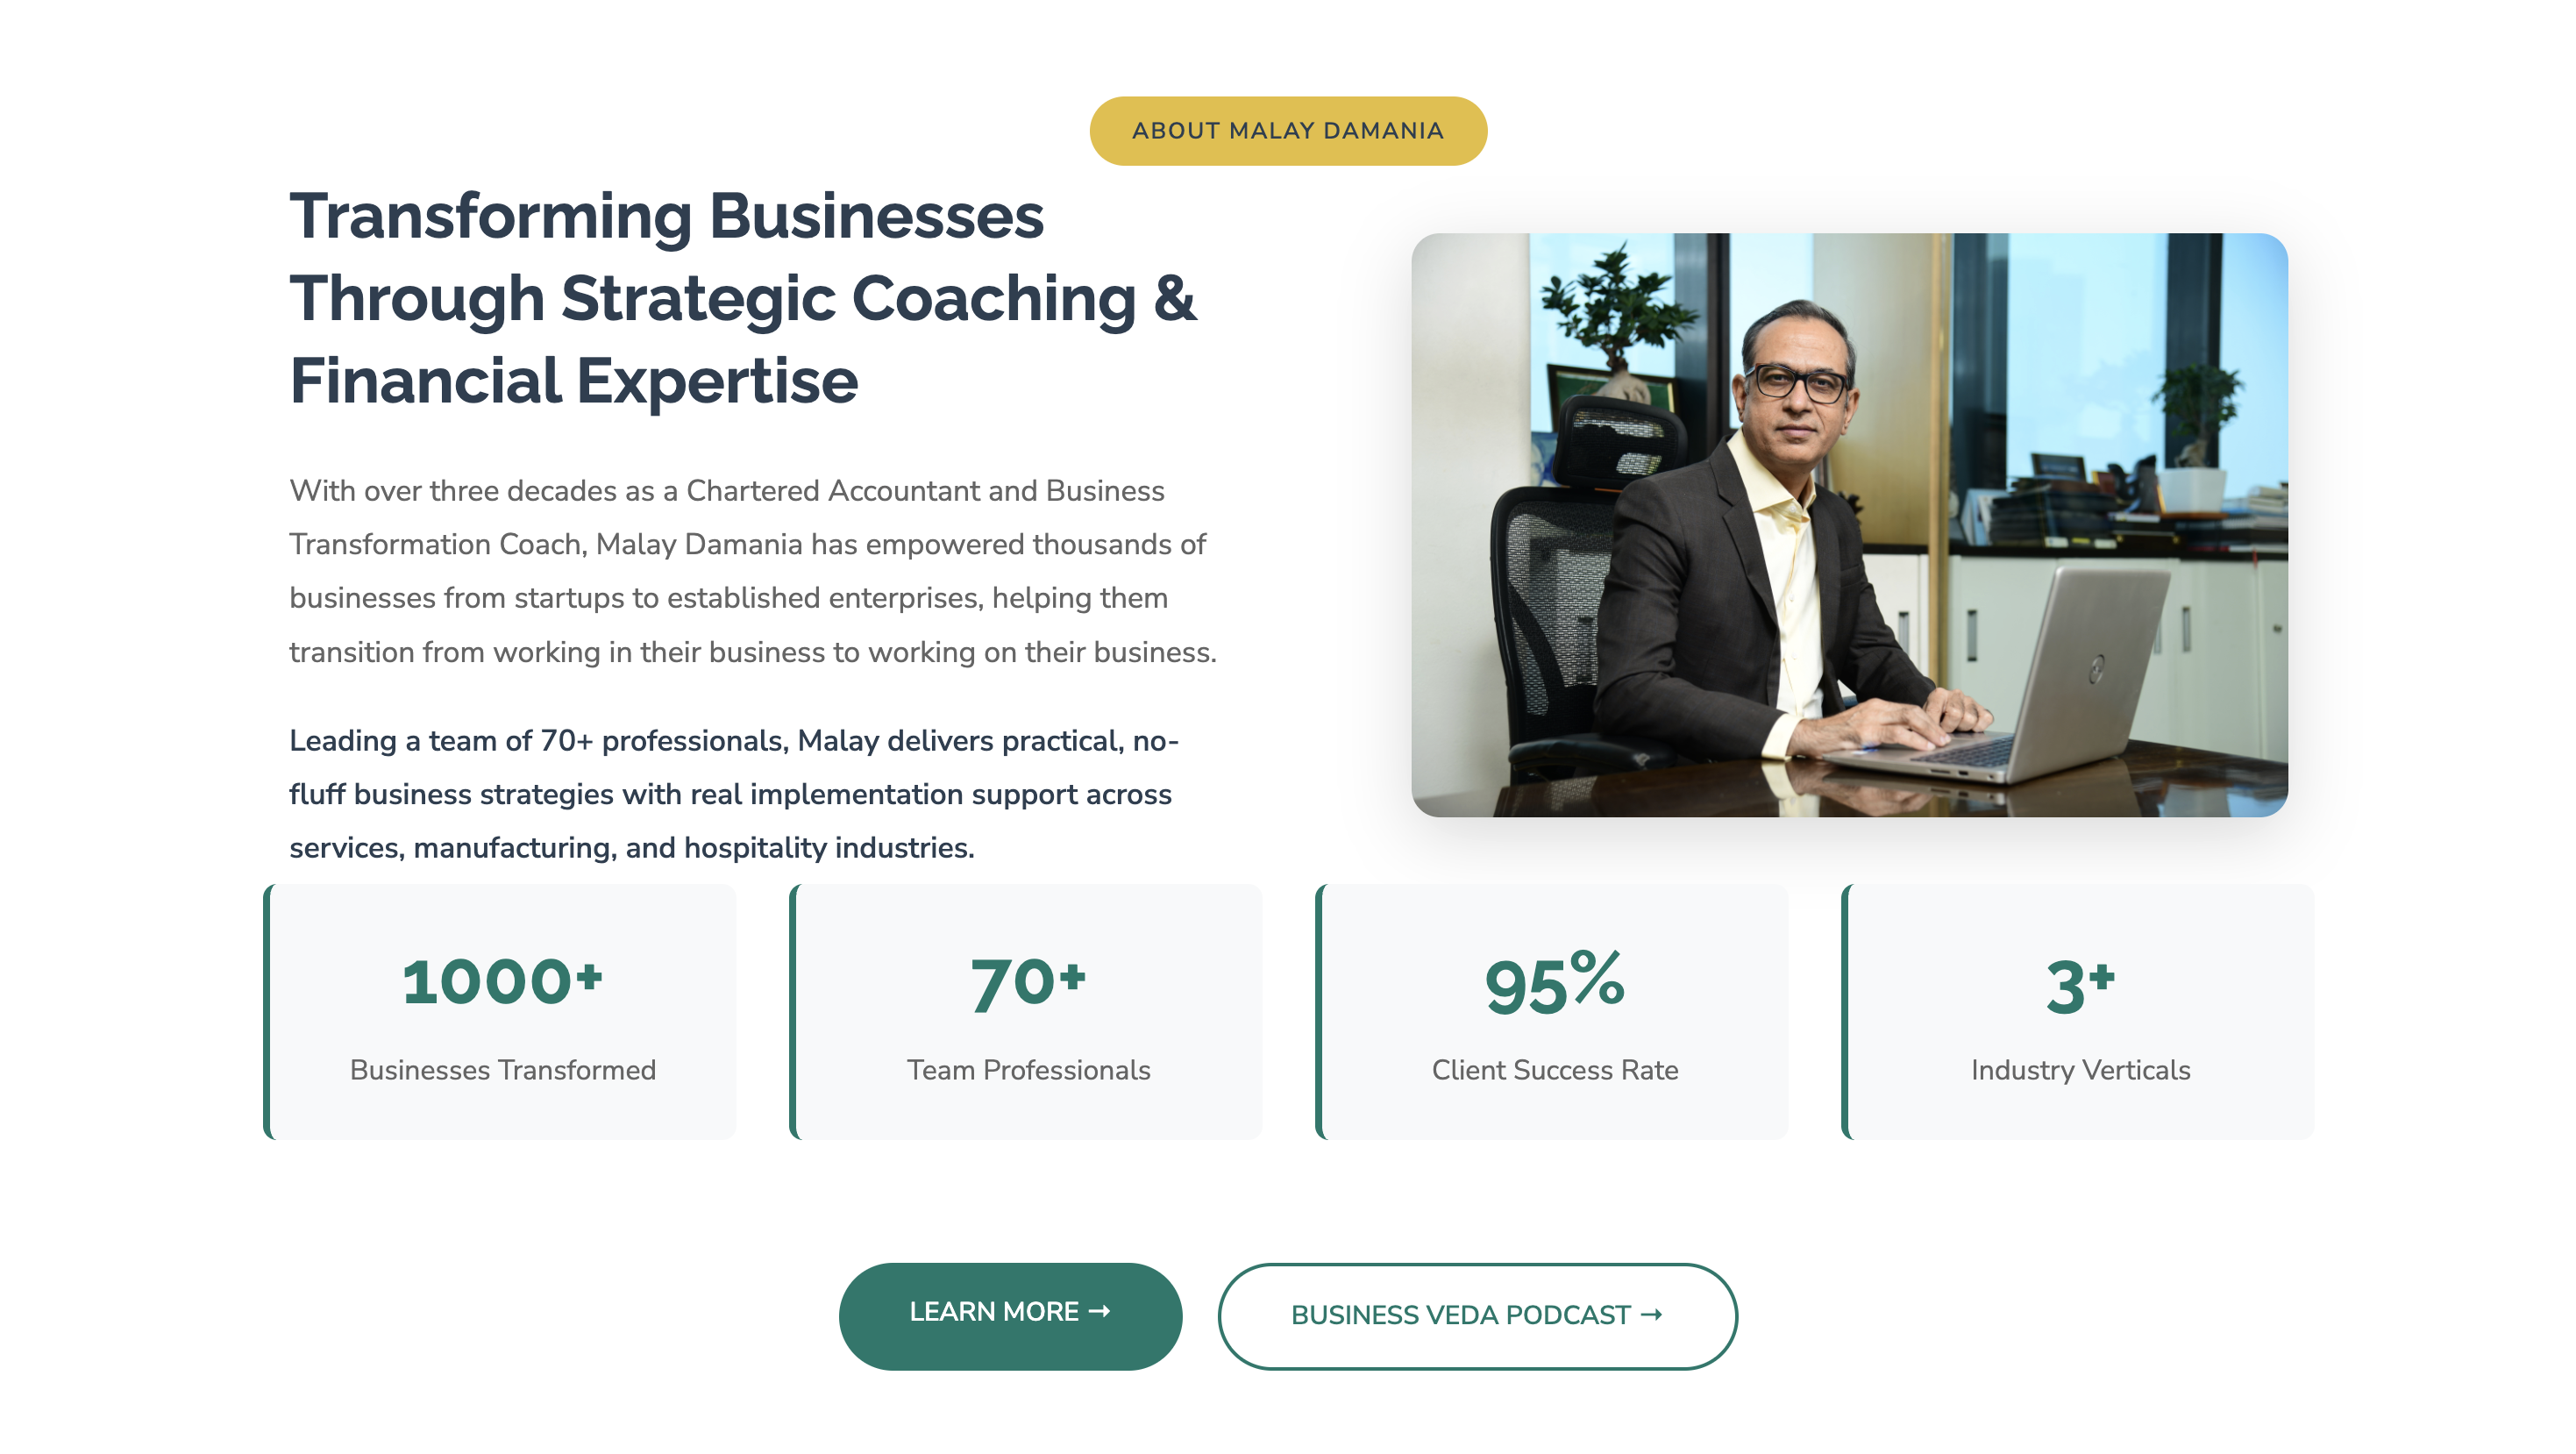 ABOUT MALAY DAMANIA
Transforming Businesses
Through Strategic Coaching &
Financial Expertise
With over three decades as a Chartered Accountant and Business
Transformation Coach, Malay Damania has empowered thousands of
businesses from startups to established enterprises, helping them
transition from working in their business to working on their business.
Leading a team of 70+ professionals, Malay delivers practical, no-
fluff business strategies with real implementation support across
services, manufacturing, and hospitality industries.
1000+
Businesses Transformed
70+
Team Professionals
95%
Client Success Rate
3+
Industry Verticals
LEARN MORE →
BUSINESS VEDA PODCAST →